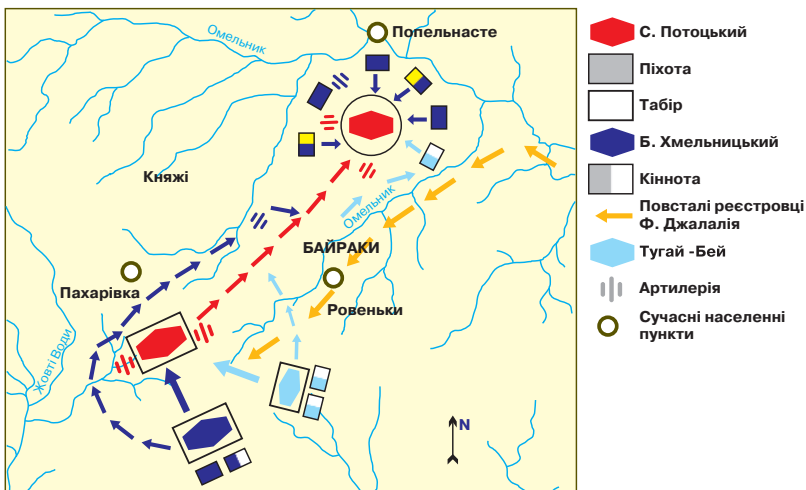 Омельник
Попельнасте
Княжі
Омельник
БАЙРАКИ
Пахарівка
Ровеньки
Жовті Води
N
С. Потоцький
Піхота
Табір
Б. Хмельницький
Кіннота
Повсталі реєстровці
Ф. Джалалія
Тугай -Бей
Артилерія
Сучасні населенні
пункти